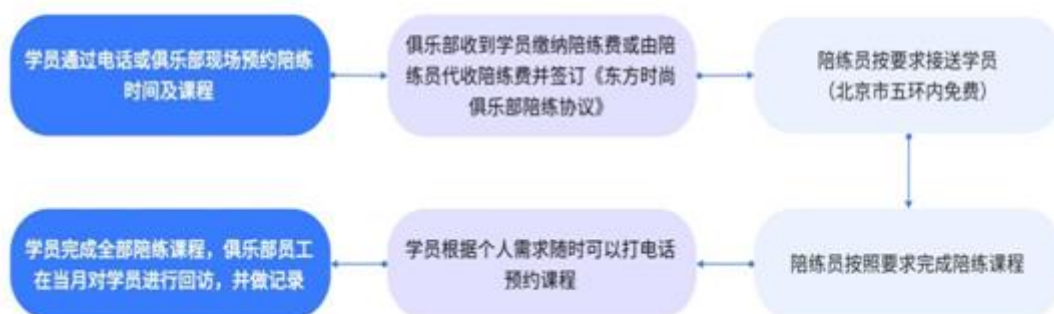 学员通过电话或俱乐部现场预约陪练
时间及课程
俱乐部收到学员缴纳陪练费或由陪
练员代收陪练费并签订《东方时尚
俱乐部陪练协议》
陪练员按要求接送学员
（北京市五环内免费）
陪练员按照要求完成陪练课程
学员根据个人需求随时可以打电话
预约课程
学员完成全部陪练课程，俱乐部员工
在当月对学员进行回访，并做记录